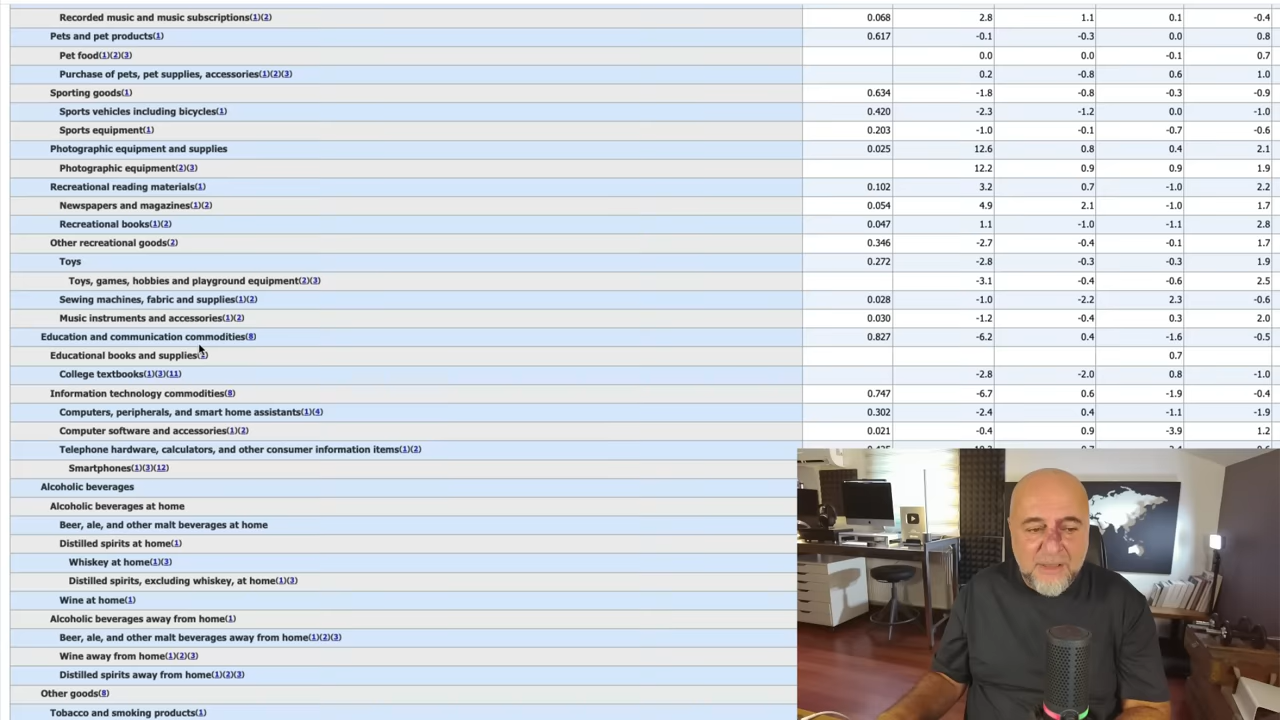 Recorded music and music subscriptions(1)(2) 0.068 2.8 1.1 0.1 -0.4
Pets and pet products(1) 0.617 -0.1 -0.3 0.0 0.8
Pet food(1)(2)(3) 0.0 0.0 -0.1 0.7
Purchase of pets, pet supplies, accessories(1)(2)(3) 0.2 -0.8 0.6 1.0
Sporting goods(1) 0.634 -1.8 -0.8 -0.3 -0.9
Sports vehicles including bicycles(1) 0.420 -2.3 -1.2 0.0 -1.0
Sports equipment(1) 0.203 -1.0 -0.1 -0.7 -0.6
Photographic equipment and supplies 0.025 12.6 0.8 0.4 2.1
Photographic equipment(2)(3) 12.2 0.9 0.9 1.9
Recreational reading materials(1) 0.102 3.2 0.7 -1.0 2.2
Newspapers and magazines(1)(2) 0.054 4.9 2.1 -1.0 1.7
Recreational books(1)(2) 0.047 1.1 -1.0 -1.1 2.8
Other recreational goods(2) 0.346 -2.7 -0.4 -0.1 1.7
Toys 0.272 -2.8 -0.3 -0.3 1.9
Toys, games, hobbies and playground equipment(2)(3) -3.1 -0.4 -0.6 2.5
Sewing machines, fabric and supplies(1)(2) 0.028 -1.0 -2.2 2.3 -0.6
Music instruments and accessories(1)(2) 0.030 -1.2 -0.4 0.3 2.0
Education and communication commodities(8) 0.827 -6.2 0.4 -1.6 -0.5
Educational books and supplies(1) 0.7
College textbooks(1)(3)(11) -2.8 -2.0 0.8 -1.0
Information technology commodities(8) 0.747 -6.7 0.6 -1.9 -0.4
Computers, peripherals, and smart home assistants(1)(4) 0.302 -2.4 0.4 -1.1 -1.9
Computer software and accessories(1)(2) 0.021 -0.4 0.9 -3.9 1.2
Telephone hardware, calculators, and other consumer information items(1)(2)
Smartphones(1)(3)(12)
Alcoholic beverages
Alcoholic beverages at home
Beer, ale, and other malt beverages at home
Distilled spirits at home(1)
Whiskey at home(1)(3)
Distilled spirits, excluding whiskey, at home(1)(3)
Wine at home(1)
Alcoholic beverages away from home(1)
Beer, ale, and other malt beverages away from home(1)(2)(3)
Wine away from home(1)(2)(3)
Distilled spirits away from home(1)(2)(3)
Other goods(8)
Tobacco and smoking products(1)